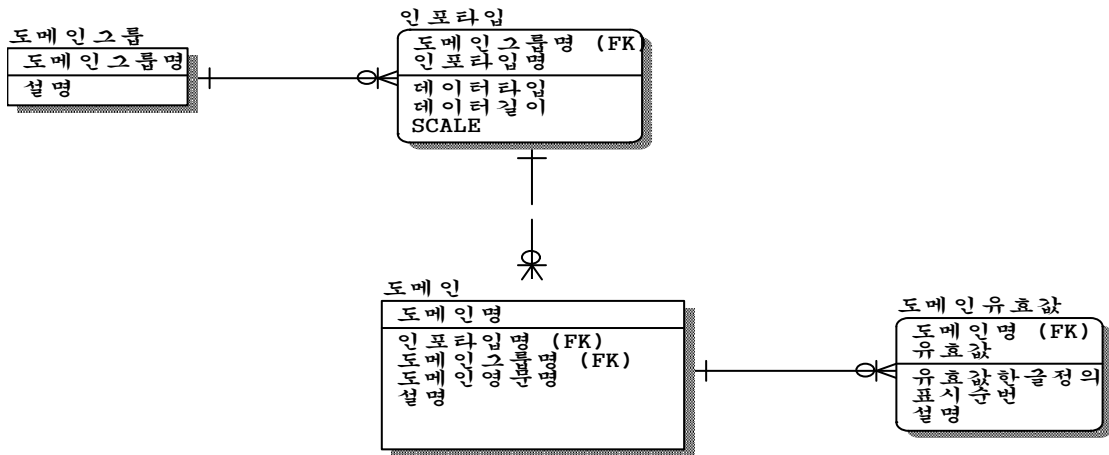 도메인그룹
도메인그룹명
설명
인포타입
도메인그룹명 (FK)
인포타입명
데이터타입
데이터길이
SCALE
도메인
도메인명
인포타입명 (FK)
도메인그룹명 (FK)
도메인영문명
설명
도메인유효값
도메인명 (FK)
유효값
유효값한글정의
표시순번
설명